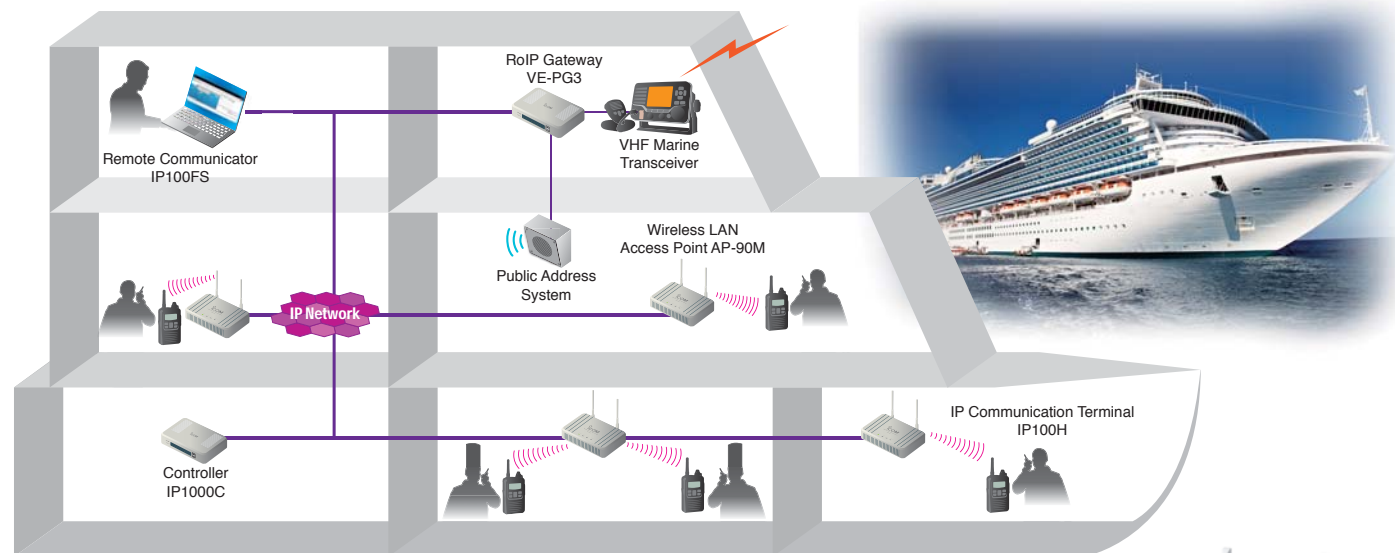 RoIP Gateway
VE-PG3
Remote Communicator
IP100FS
VHF Marine
Transceiver
Wireless LAN
Access Point AP-90M
Public Address
System
IP Network
IP Communication Terminal
IP100H
Controller
IP1000C